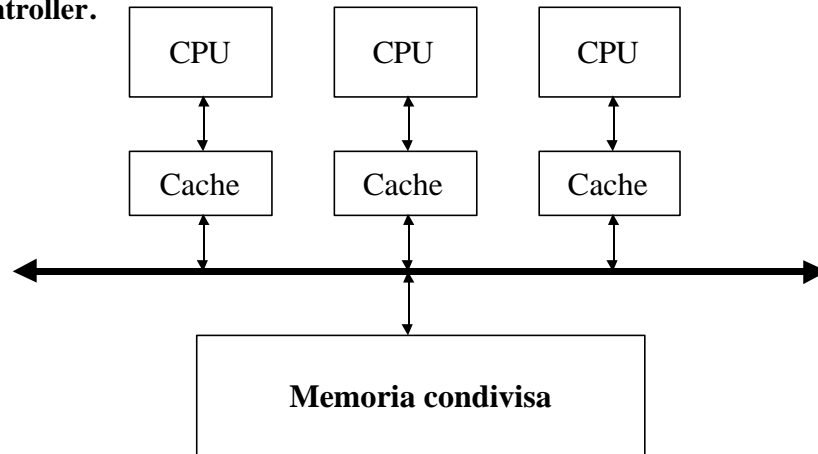 ntroller.
CPU CPU CPU
Cache Cache Cache
Memoria condivisa